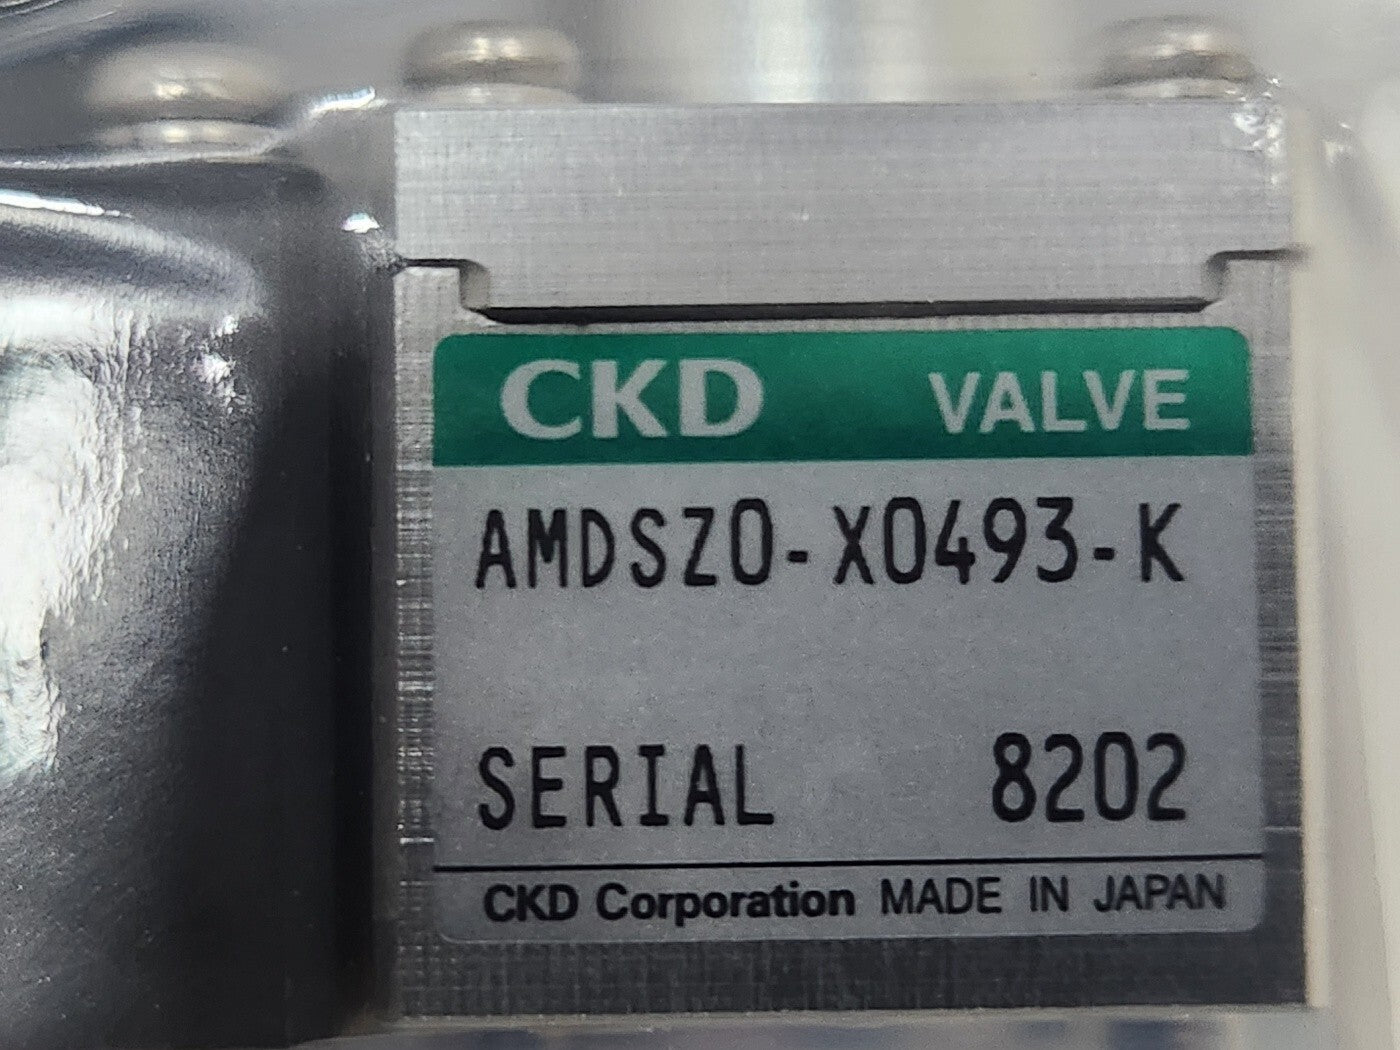 CKD VALVE
AMDSZ0-X0493-K
SERIAL 8202
CKD Corporation MADE IN JAPAN